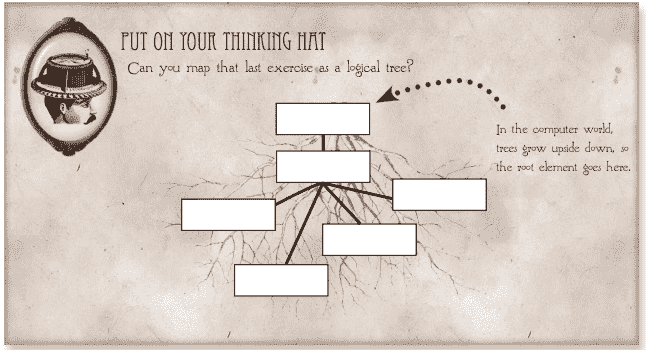 PUT ON YOUR THINKING HAT
Can you map that last exercise as a logical tree?
In the computer world,
trees grow upside down, so
the root element goes here.